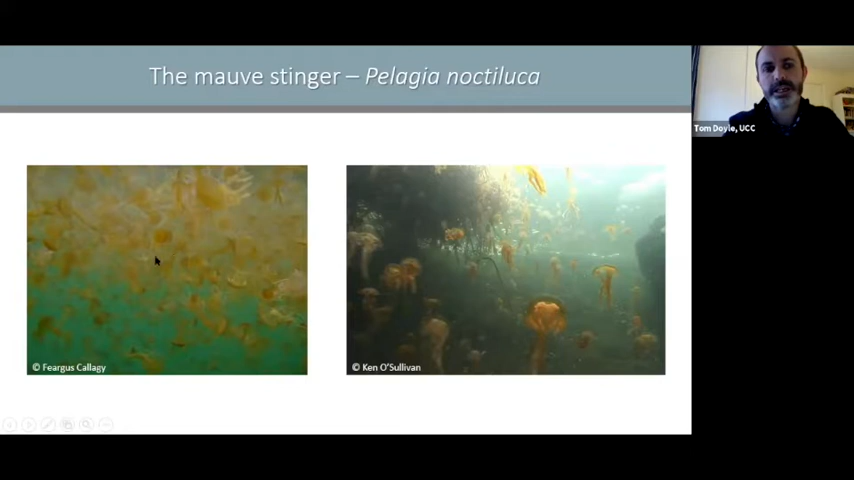 The mauve stinger – Pelagia noctiluca
Tom Doyle, UCC
© Feargus Callagy
© Ken O'Sullivan